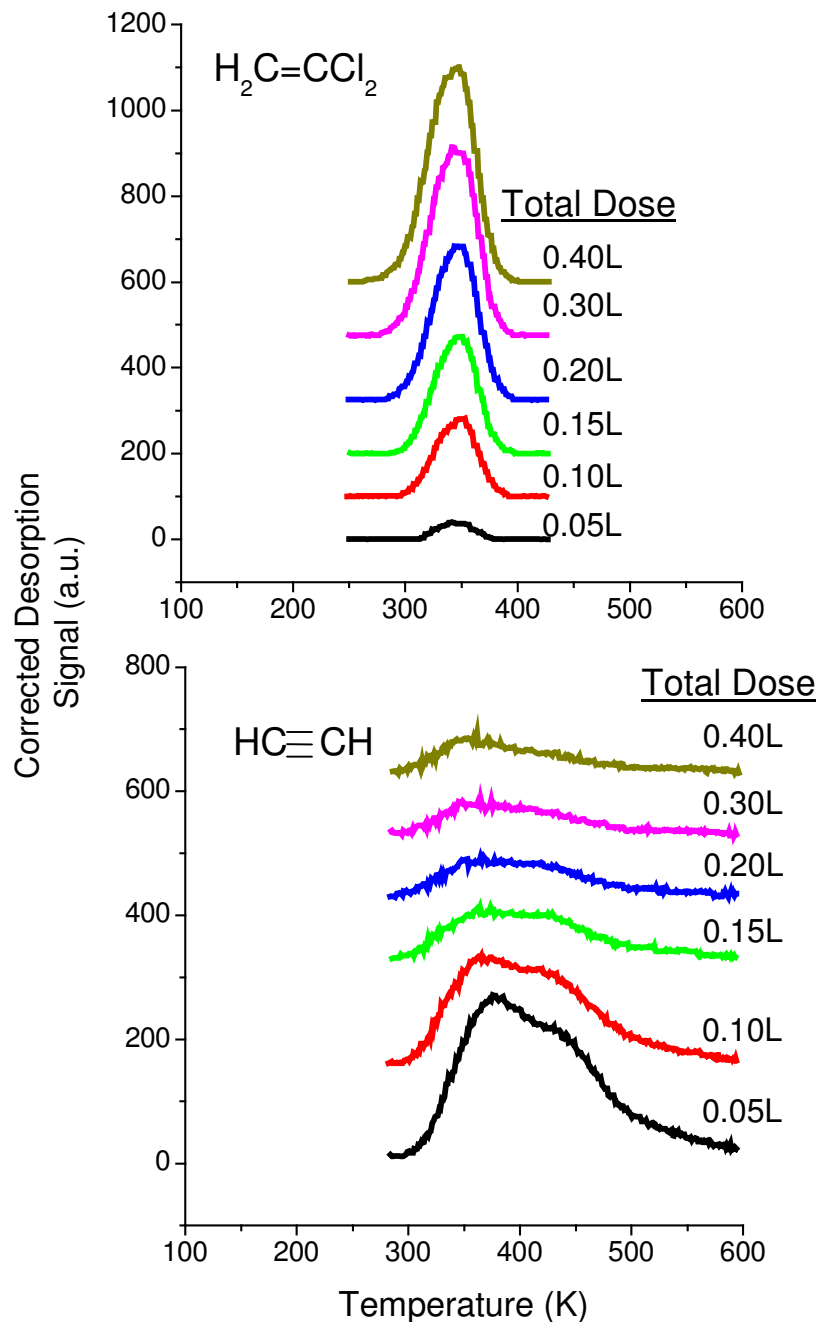 1200
1000
800
600
400
200
0
100
200
300
400
500
600
H₂C=CCl₂
Total Dose
0.40L
0.30L
0.20L
0.15L
0.10L
0.05L
Corrected Desorption
Signal (a.u.)
800
600
400
200
0
100
200
300
400
500
600
HC≡CH
Total Dose
0.40L
0.30L
0.20L
0.15L
0.10L
0.05L
Temperature (K)